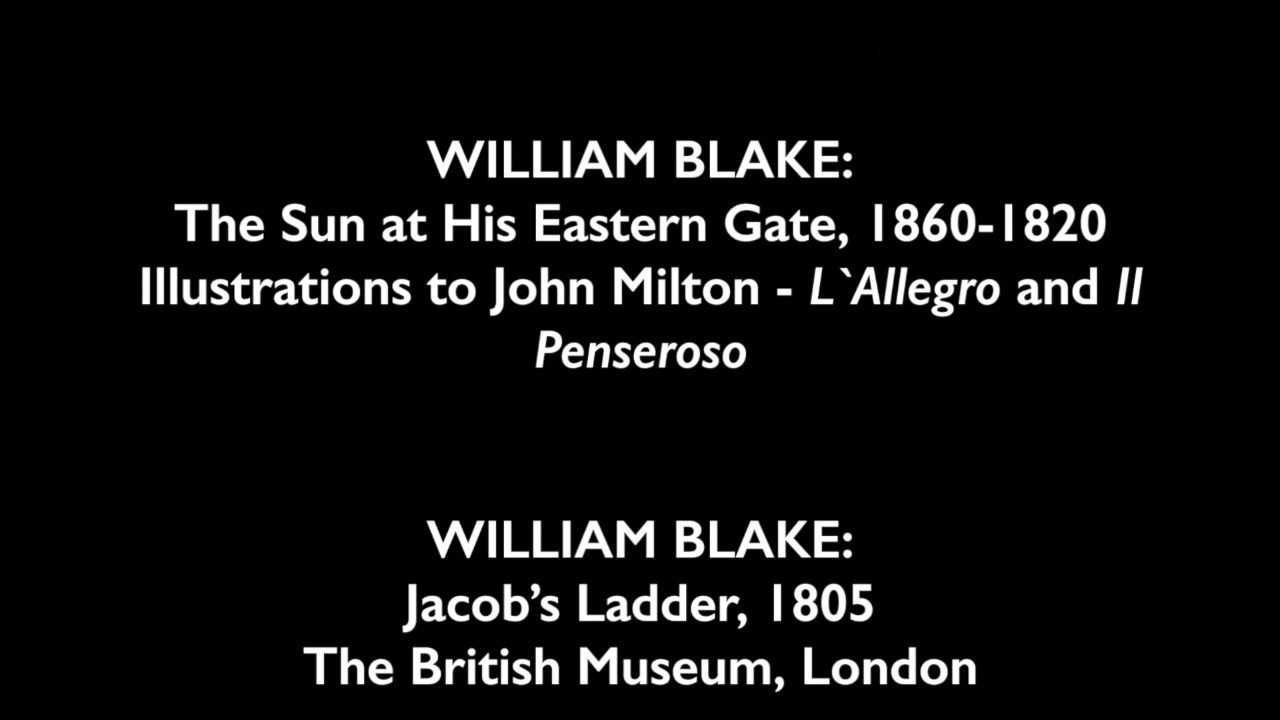 WILLIAM BLAKE:
The Sun at His Eastern Gate, 1860-1820
Illustrations to John Milton - L`Allegro and Il
Penseroso
WILLIAM BLAKE:
Jacob’s Ladder, 1805
The British Museum, London